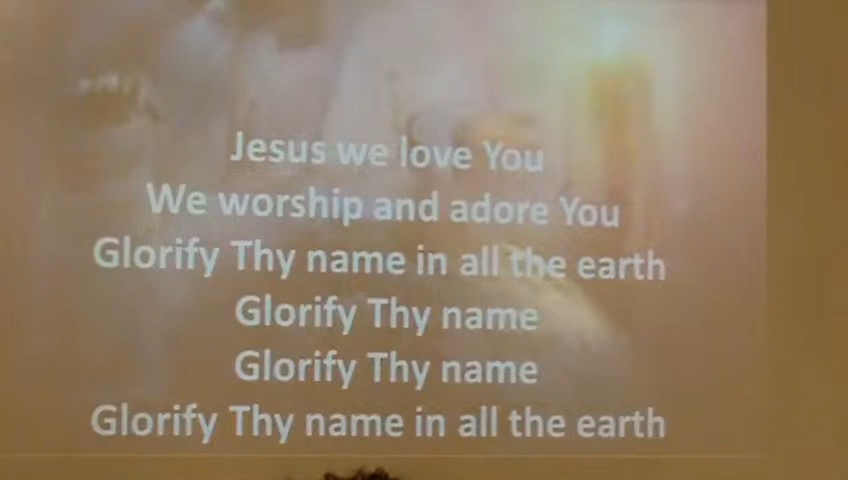 Jesus we love You
We worship and adore You
Glorify Thy name in all the earth
Glorify Thy name
Glorify Thy name
Glorify Thy name in all the earth